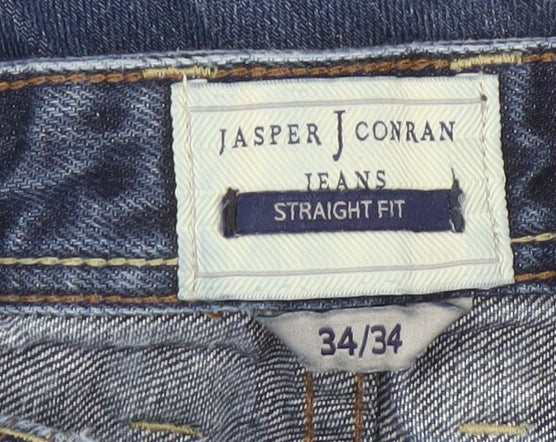 JASPER J CONRAN
JEANS
STRAIGHT FIT
34/34